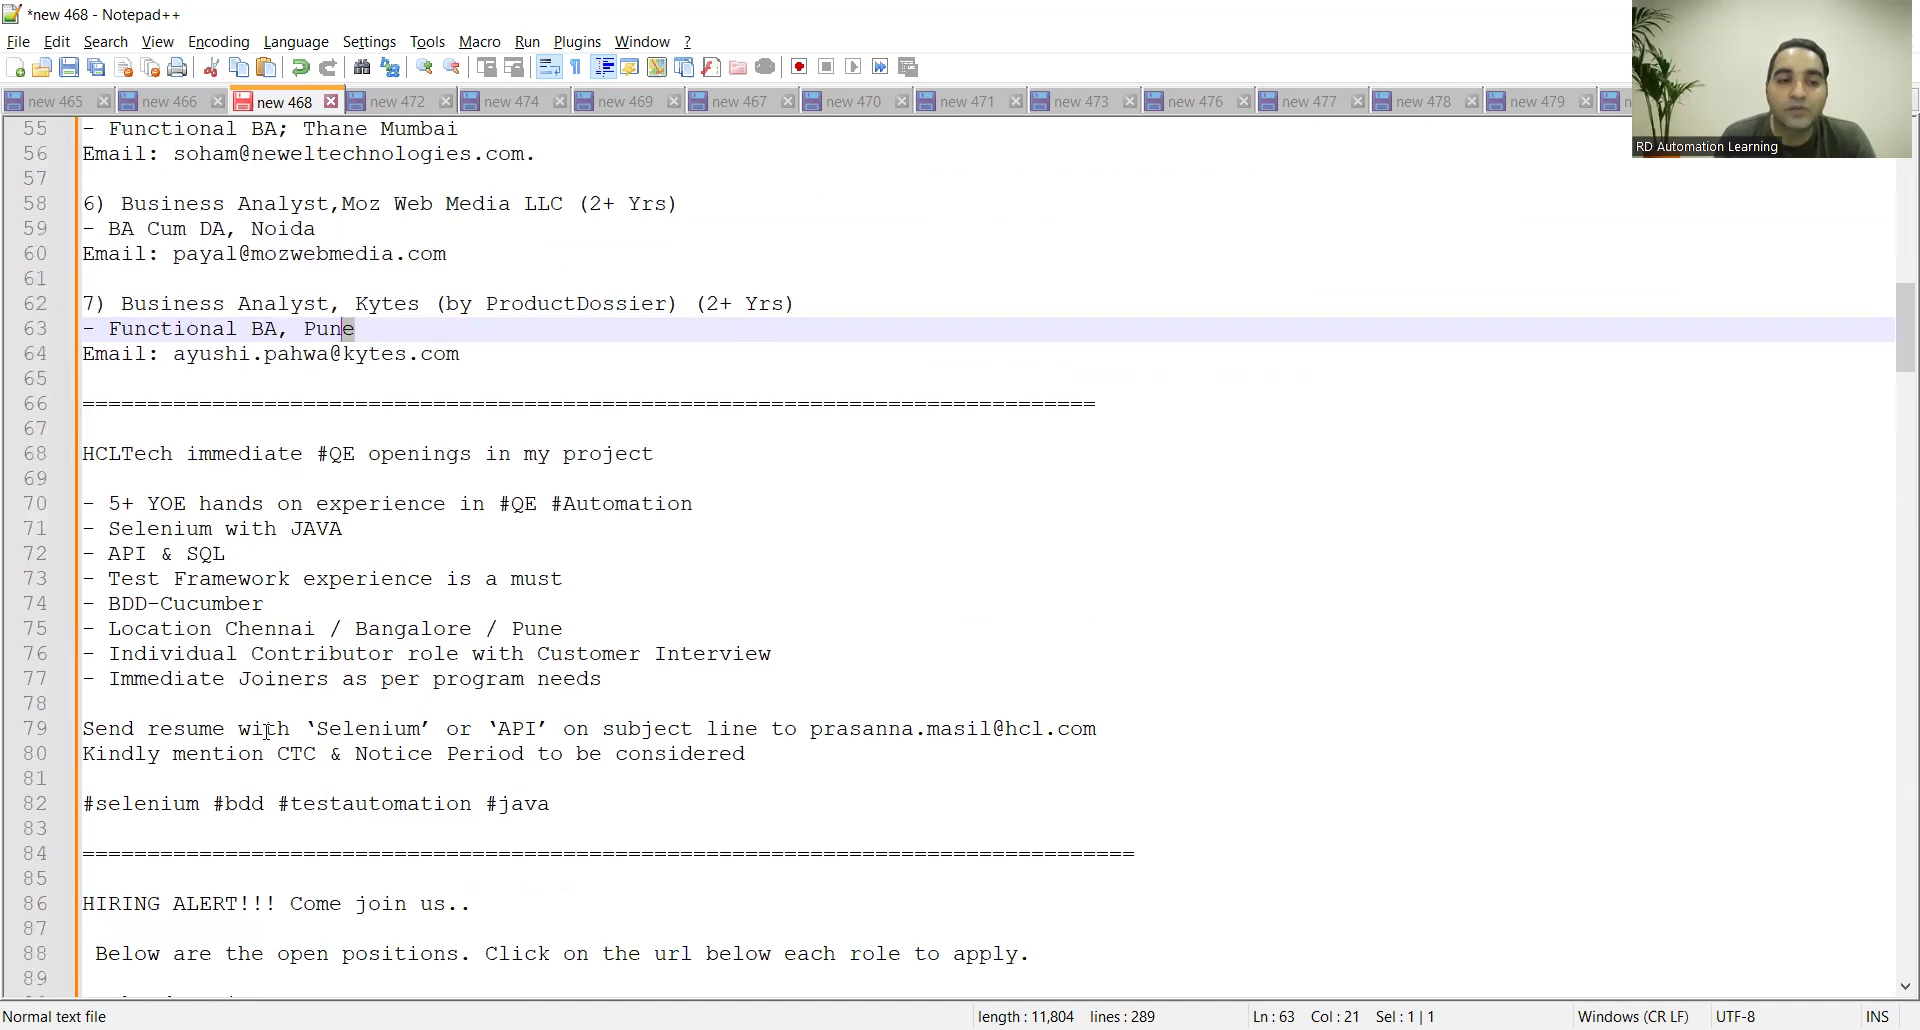 *new 468 - Notepad++
File Edit Search View Encoding Language Settings Tools Macro Run Plugins Window ?
new 465 new 466 new 468 new 472 new 474 new 469 new 467 new 470 new 471 new 473 new 476 new 477 new 478 new 479
RD Automation Learning
55 - Functional BA; Thane Mumbai
56 Email: soham@neweltechnologies.com.
57
58 6) Business Analyst,Moz Web Media LLC (2+ Yrs)
59 - BA Cum DA, Noida
60 Email: payal@mozwebmedia.com
61
62 7) Business Analyst, Kytes (by ProductDossier) (2+ Yrs)
63 - Functional BA, Pune
64 Email: ayushi.pahwa@kytes.com
65
66 ==============================================================================
67
68 HCLTech immediate #QE openings in my project
69
70 - 5+ YOE hands on experience in #QE #Automation
71 - Selenium with JAVA
72 - API & SQL
73 - Test Framework experience is a must
74 - BDD-Cucumber
75 - Location Chennai / Bangalore / Pune
76 - Individual Contributor role with Customer Interview
77 - Immediate Joiners as per program needs
78
79 Send resume with ‘Selenium’ or ‘API’ on subject line to prasanna.masil@hcl.com
80 Kindly mention CTC & Notice Period to be considered
81
82 #selenium #bdd #testautomation #java
83
84 =================================================================================
85
86 HIRING ALERT!!! Come join us..
87
88 Below are the open positions. Click on the url below each role to apply.
89
Normal text file length : 11,804 lines : 289 Ln : 63 Col : 21 Sel : 1 | 1 Windows (CR LF) UTF-8 INS